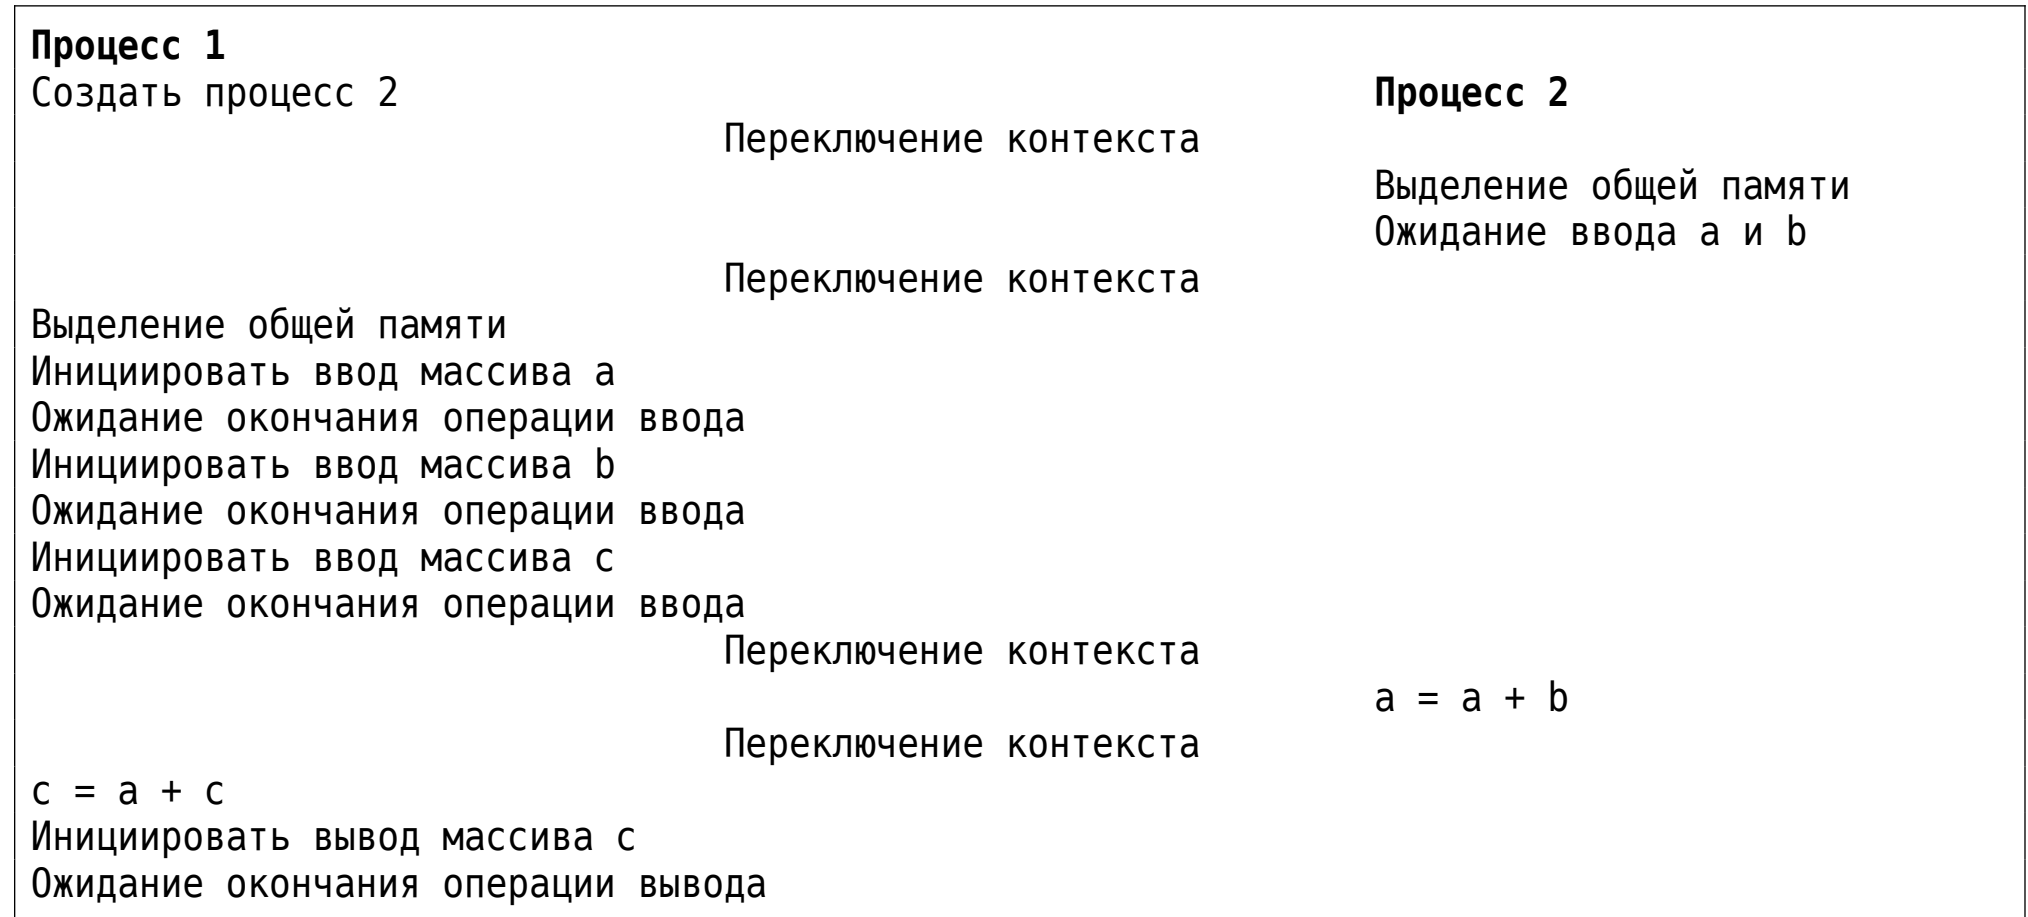 Процесс 1
Создать процесс 2 Процесс 2
Переключение контекста
Выделение общей памяти
Ожидание ввода a и b
Переключение контекста
Выделение общей памяти
Инициировать ввод массива a
Ожидание окончания операции ввода
Инициировать ввод массива b
Ожидание окончания операции ввода
Инициировать ввод массива c
Ожидание окончания операции ввода
Переключение контекста
a = a + b
Переключение контекста
c = a + c
Инициировать вывод массива c
Ожидание окончания операции вывода